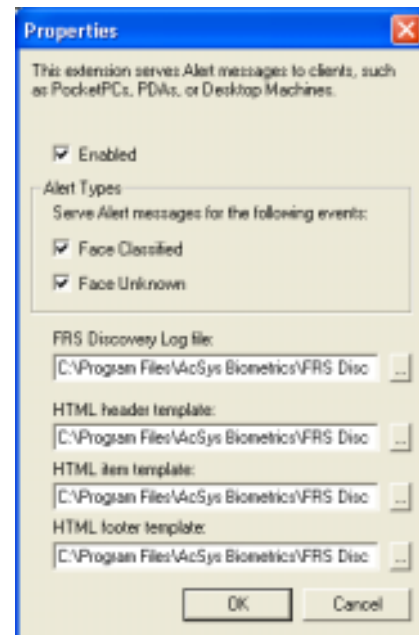 Properties
This extension serves Alert messages to clients, such
as PocketPCs, PDAs, or Desktop Machines.
Enabled
Alert Types
Serve Alert messages for the following events:
Face Classified
Face Unknown
FRS Discovery Log file:
C:\Program Files\AcSys Biometrics\FRS Disc
...
HTML header template:
C:\Program Files\AcSys Biometrics\FRS Disc
...
HTML item template:
C:\Program Files\AcSys Biometrics\FRS Disc
...
HTML footer template:
C:\Program Files\AcSys Biometrics\FRS Disc
...
OK
Cancel